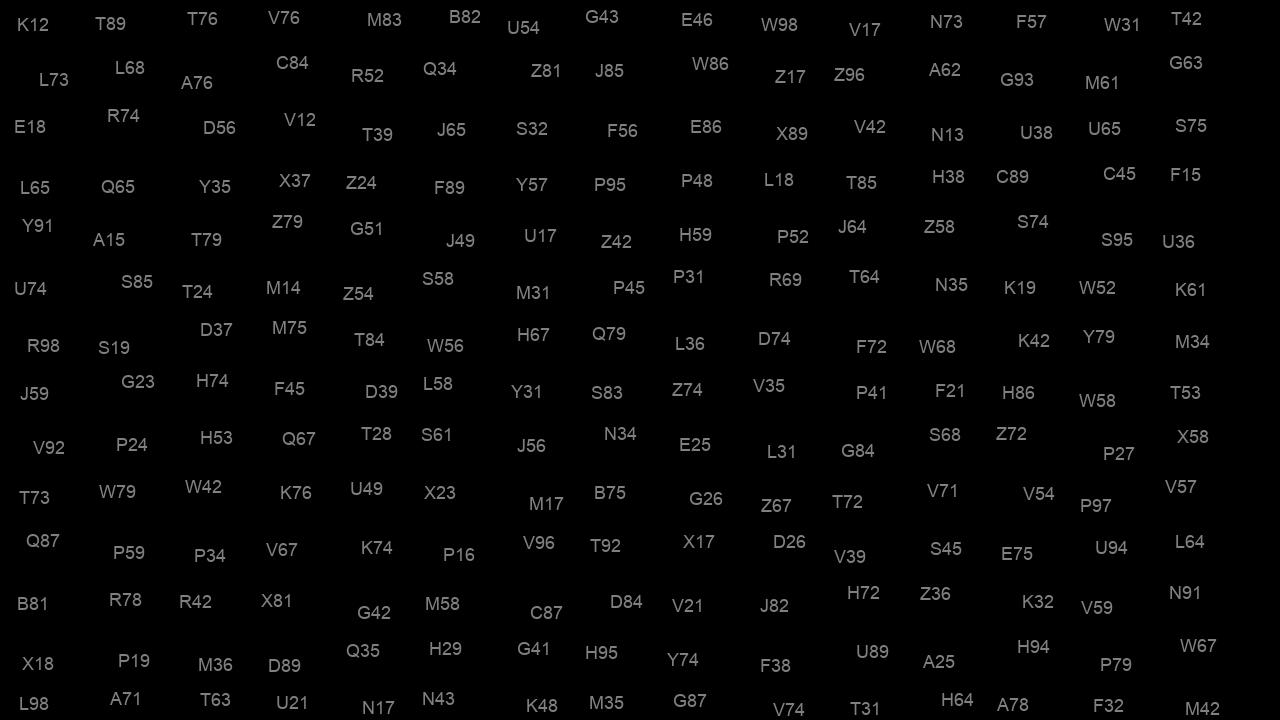 K12 T89 T76 V76 M83 B82 U54 G43 E46 W98 V17 N73 F57 W31 T42
L73 L68 A76 C84 R52 Q34 Z81 J85 W86 Z17 Z96 A62 G93 M61 G63
E18 R74 D56 V12 T39 J65 S32 F56 E86 X89 V42 N13 U38 U65 S75
L65 Q65 Y35 X37 Z24 F89 Y57 P95 P48 L18 T85 H38 C89 C45 F15
Y91 A15 T79 Z79 G51 J49 U17 Z42 H59 P52 J64 Z58 S74 S95 U36
U74 S85 T24 M14 Z54 S58 M31 P45 P31 R69 T64 N35 K19 W52 K61
R98 S19 D37 M75 T84 W56 H67 Q79 L36 D74 F72 W68 K42 Y79 M34
J59 G23 H74 F45 D39 L58 Y31 S83 Z74 V35 P41 F21 H86 W58 T53
V92 P24 H53 Q67 T28 S61 J56 N34 E25 L31 G84 S68 Z72 P27 X58
T73 W79 W42 K76 U49 X23 M17 B75 G26 Z67 T72 V71 V54 P97 V57
Q87 P59 P34 V67 K74 P16 V96 T92 X17 D26 V39 S45 E75 U94 L64
B81 R78 R42 X81 G42 M58 C87 D84 V21 J82 H72 Z36 K32 V59 N91
X18 P19 M36 D89 Q35 H29 G41 H95 Y74 F38 U89 A25 H94 P79 W67
L98 A71 T63 U21 N17 N43 K48 M35 G87 V74 T31 H64 A78 F32 M42